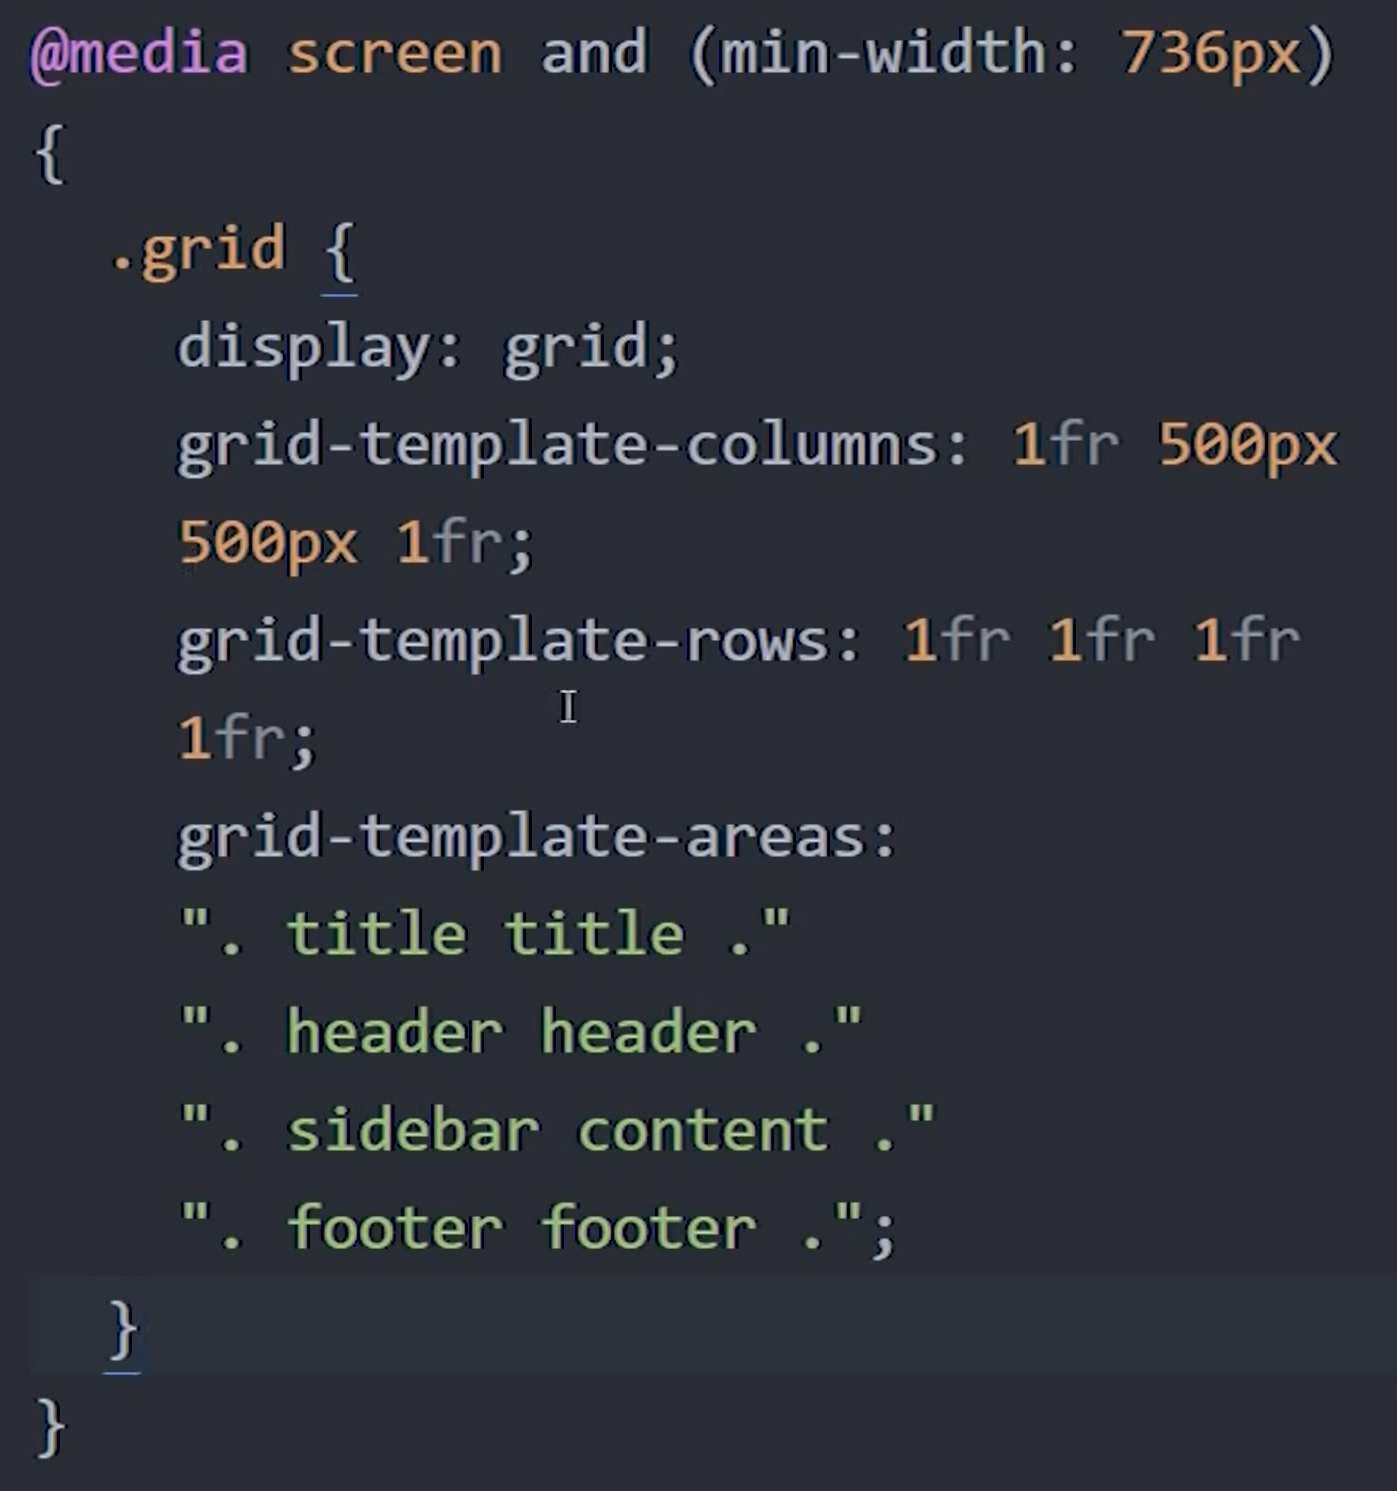 @media screen and (min-width: 736px)
{
.grid {
display: grid;
grid-template-columns: 1fr 500px
500px 1fr;
grid-template-rows: 1fr 1fr 1fr
1fr;
grid-template-areas:
". title title ."
". header header ."
". sidebar content ."
". footer footer .";
}
}